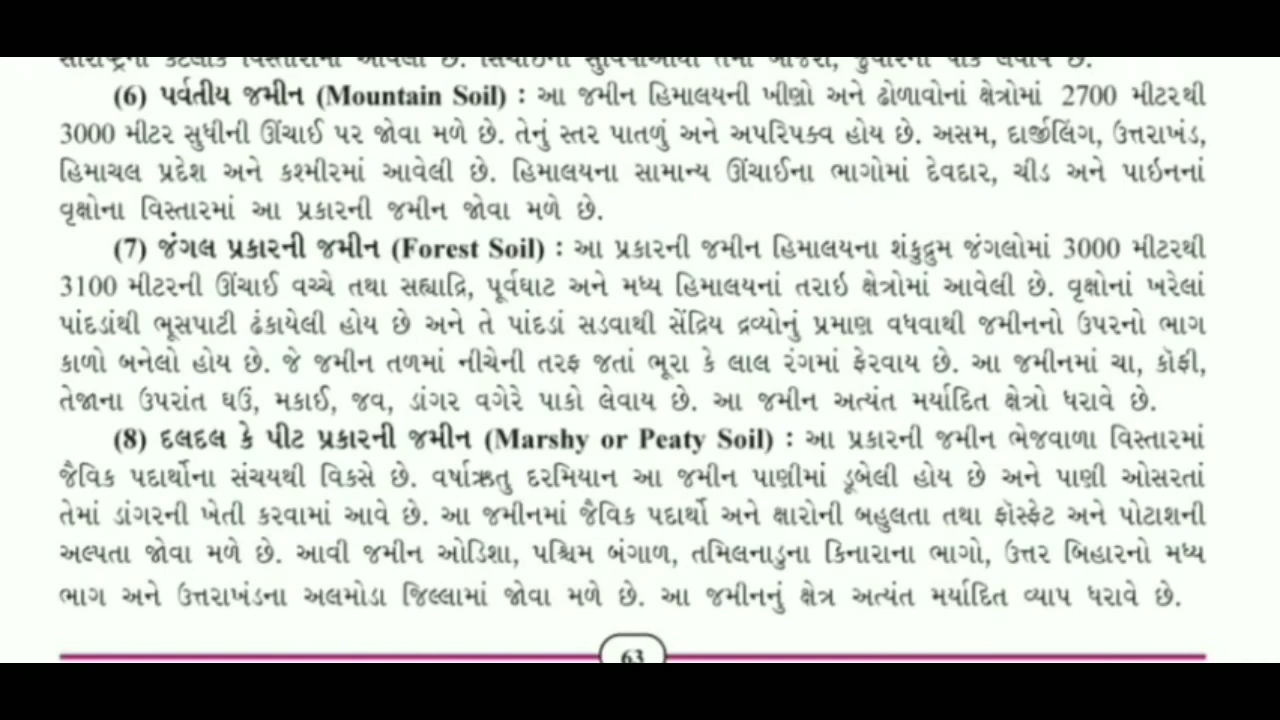 (6) પર્વતીય જમીન (Mountain Soil) : આ જમીન હિમાલયની ખીણો અને ઢોળાવોનાં ક્ષેત્રોમાં 2700 મીટરથી
3000 મીટર સુધીની ઊંચાઈ પર જોવા મળે છે. તેનું સ્તર પાતળું અને અપરિપક્વ હોય છે. અસમ, દાર્જીલિંગ, ઉત્તરાખંડ,
હિમાચલ પ્રદેશ અને કશ્મીરમાં આવેલી છે. હિમાલયના સામાન્ય ઊંચાઈના ભાગોમાં દેવદાર, ચીડ અને પાઇનનાં
વૃક્ષોના વિસ્તારમાં આ પ્રકારની જમીન જોવા મળે છે.
(7) જંગલ પ્રકારની જમીન (Forest Soil) : આ પ્રકારની જમીન હિમાલયના શંકુદ્રુમ જંગલોમાં 3000 મીટરથી
3100 મીટરની ઊંચાઈ વચ્ચે તથા સહ્યાદ્રિ, પૂર્વઘાટ અને મધ્ય હિમાલયનાં તરાઇ ક્ષેત્રોમાં આવેલી છે. વૃક્ષોનાં ખરેલાં
પાંદડાંથી ભૂસપાટી ઢંકાયેલી હોય છે અને તે પાંદડાં સડવાથી સેંદ્રિય દ્રવ્યોનું પ્રમાણ વધવાથી જમીનનો ઉપરનો ભાગ
કાળો બનેલો હોય છે. જે જમીન તળમાં નીચેની તરફ જતાં ભૂરા કે લાલ રંગમાં ફેરવાય છે. આ જમીનમાં ચા, કૉફી,
તેજાના ઉપરાંત ઘઉં, મકાઈ, જવ, ડાંગર વગેરે પાકો લેવાય છે. આ જમીન અત્યંત મર્યાદિત ક્ષેત્રો ધરાવે છે.
(8) દલદલ કે પીટ પ્રકારની જમીન (Marshy or Peaty Soil) : આ પ્રકારની જમીન ભેજવાળા વિસ્તારમાં
જૈવિક પદાર્થોના સંચયથી વિકસે છે. વર્ષાઋતુ દરમિયાન આ જમીન પાણીમાં ડૂબેલી હોય છે અને પાણી ઓસરતાં
તેમાં ડાંગરની ખેતી કરવામાં આવે છે. આ જમીનમાં જૈવિક પદાર્થો અને ક્ષારોની બહુલતા તથા ફૉસ્ફેટ અને પોટાશની
અલ્પતા જોવા મળે છે. આવી જમીન ઓડિશા, પશ્ચિમ બંગાળ, તમિલનાડુના કિનારાના ભાગો, ઉત્તર બિહારનો મધ્ય
ભાગ અને ઉત્તરાખંડના અલમોડા જિલ્લામાં જોવા મળે છે. આ જમીનનું ક્ષેત્ર અત્યંત મર્યાદિત વ્યાપ ધરાવે છે.
63